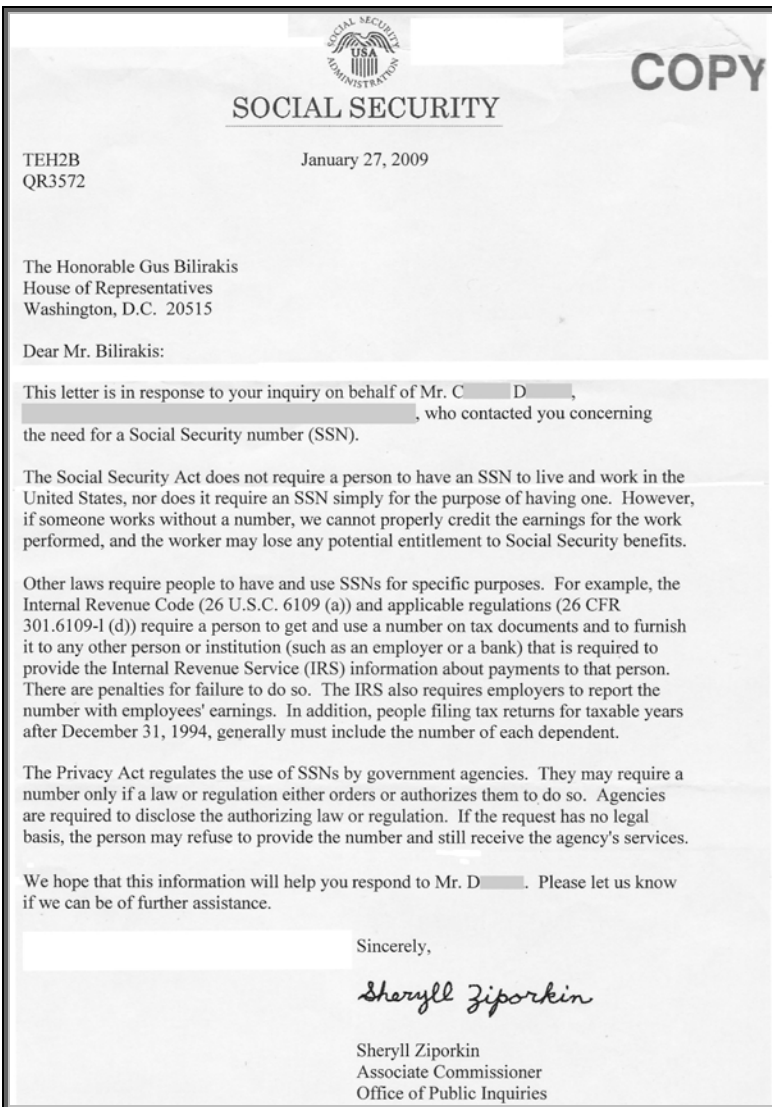 SOCIAL SECURITY
USA
ADMINISTRATION
COPY
SOCIAL SECURITY
TEH2B January 27, 2009
QR3572
The Honorable Gus Bilirakis
House of Representatives
Washington, D.C. 20515
Dear Mr. Bilirakis:
This letter is in response to your inquiry on behalf of Mr. C D ,
, who contacted you concerning
the need for a Social Security number (SSN).
The Social Security Act does not require a person to have an SSN to live and work in the
United States, nor does it require an SSN simply for the purpose of having one. However,
if someone works without a number, we cannot properly credit the earnings for the work
performed, and the worker may lose any potential entitlement to Social Security benefits.
Other laws require people to have and use SSNs for specific purposes. For example, the
Internal Revenue Code (26 U.S.C. 6109 (a)) and applicable regulations (26 CFR
301.6109-l (d)) require a person to get and use a number on tax documents and to furnish
it to any other person or institution (such as an employer or a bank) that is required to
provide the Internal Revenue Service (IRS) information about payments to that person.
There are penalties for failure to do so. The IRS also requires employers to report the
number with employees' earnings. In addition, people filing tax returns for taxable years
after December 31, 1994, generally must include the number of each dependent.
The Privacy Act regulates the use of SSNs by government agencies. They may require a
number only if a law or regulation either orders or authorizes them to do so. Agencies
are required to disclose the authorizing law or regulation. If the request has no legal
basis, the person may refuse to provide the number and still receive the agency's services.
We hope that this information will help you respond to Mr. D . Please let us know
if we can be of further assistance.
Sincerely,
Sheryll Ziporkin
Sheryll Ziporkin
Associate Commissioner
Office of Public Inquiries